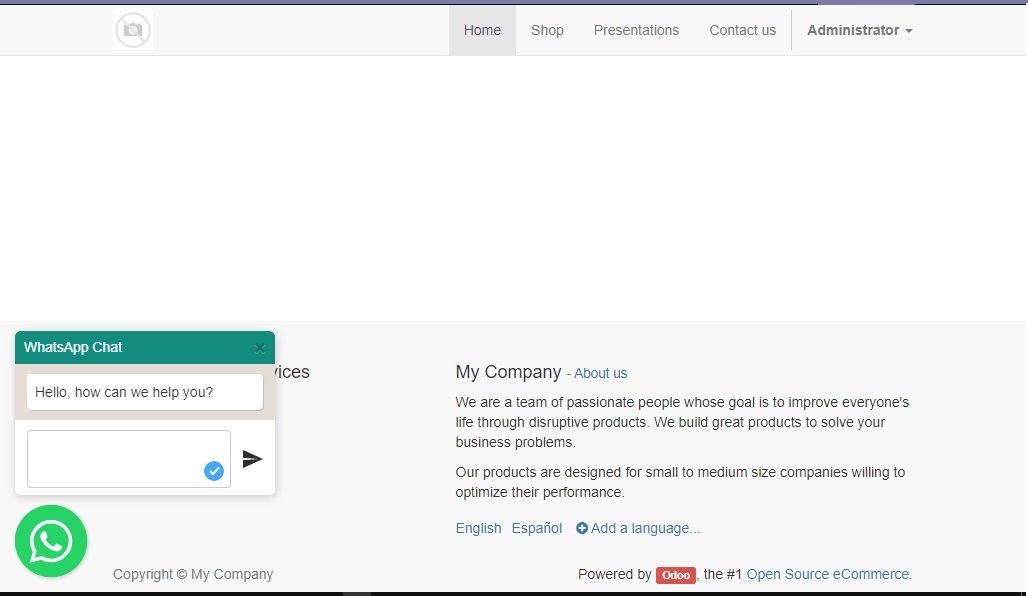 Home Shop Presentations Contact us Administrator
WhatsApp Chat ×
Hello, how can we help you?
My Company - About us
We are a team of passionate people whose goal is to improve everyone's
life through disruptive products. We build great products to solve your
business problems.
Our products are designed for small to medium size companies willing to
optimize their performance.
English Español Add a language...
Copyright © My Company
Powered by Odoo, the #1 Open Source eCommerce.